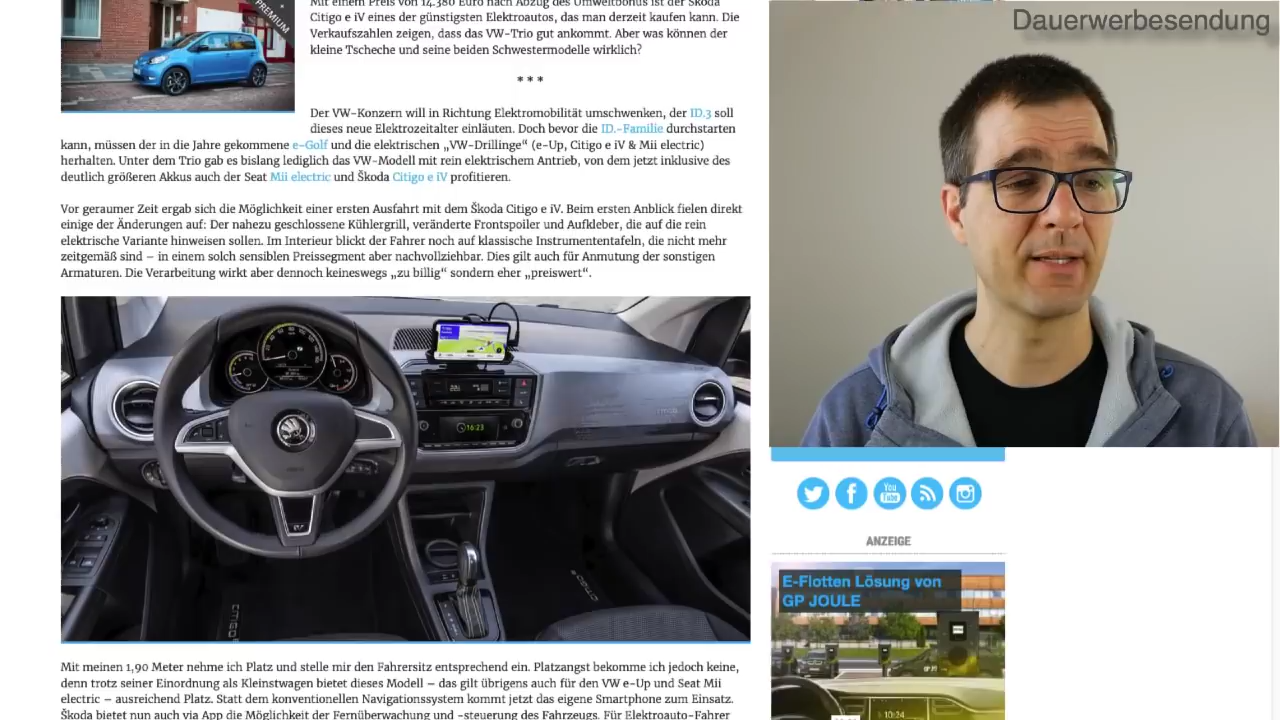 Mit einem Preis von 14.380 Euro nach Abzug des Umweltbonus ist der Škoda
Citigo e iV eines der günstigsten Elektroautos, das man derzeit kaufen kann. Die
Verkaufszahlen zeigen, dass das VW-Trio gut ankommt. Aber was können der
kleine Tscheche und seine beiden Schwestermodelle wirklich?
PREMIUM
* * *
Der VW-Konzern will in Richtung Elektromobilität umschwenken, der ID.3 soll
dieses neue Elektrozeitalter einläuten. Doch bevor die ID.-Familie durchstarten
kann, müssen der in die Jahre gekommene e-Golf und die elektrischen „VW-Drillinge“ (e-Up, Citigo e iV & Mii electric)
herhalten. Unter dem Trio gab es bislang lediglich das VW-Modell mit rein elektrischem Antrieb, von dem jetzt inklusive des
deutlich größeren Akkus auch der Seat Mii electric und Škoda Citigo e iV profitieren.
Vor geraumer Zeit ergab sich die Möglichkeit einer ersten Ausfahrt mit dem Škoda Citigo e iV. Beim ersten Anblick fielen direkt
einige der Änderungen auf: Der nahezu geschlossene Kühlergrill, veränderte Frontspoiler und Aufkleber, die auf die rein
elektrische Variante hinweisen sollen. Im Interieur blickt der Fahrer noch auf klassische Instrumententafeln, die nicht mehr
zeitgemäß sind – in einem solch sensiblen Preissegment aber nachvollziehbar. Dies gilt auch für Anmutung der sonstigen
Armaturen. Die Verarbeitung wirkt aber dennoch keineswegs „zu billig“ sondern eher „preiswert“.
16:23
CITIGO
Mit meinen 1,90 Meter nehme ich Platz und stelle mir den Fahrersitz entsprechend ein. Platzangst bekomme ich jedoch keine,
denn trotz seiner Einordnung als Kleinstwagen bietet dieses Modell – das gilt übrigens auch für den VW e-Up und Seat Mii
electric – ausreichend Platz. Statt dem konventionellen Navigationssystem kommt jetzt das eigene Smartphone zum Einsatz.
Škoda bietet nun auch via App die Möglichkeit der Fernüberwachung und -steuerung des Fahrzeugs. Für Elektroauto-Fahrer
Dauerwerbesendung
You
Tube
ANZEIGE
E-Flotten Lösung von
GP JOULE
10:24